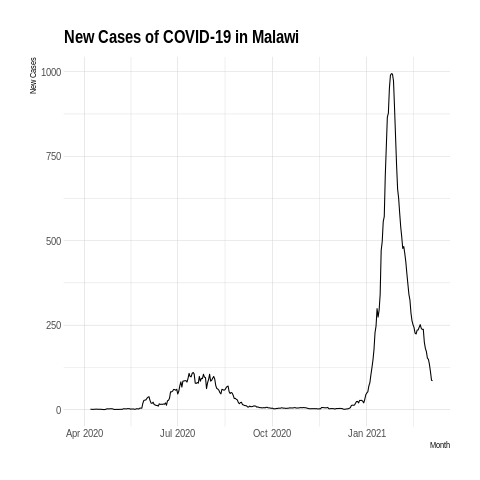 New Cases of COVID-19 in Malawi
New Cases
1000
750
500
250
0
Apr 2020
Jul 2020
Oct 2020
Jan 2021
Month